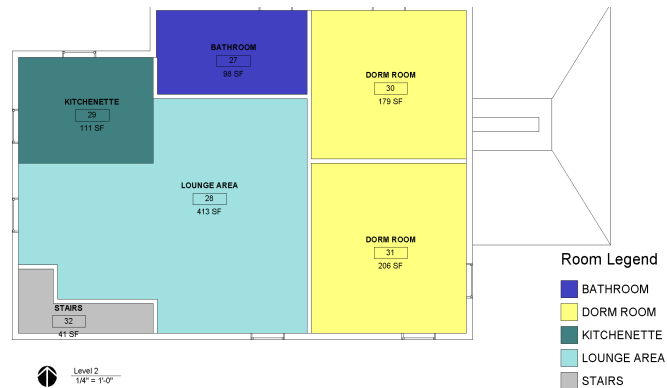 BATHROOM
27
98 SF
DORM ROOM
30
179 SF
KITCHENETTE
29
111 SF
LOUNGE AREA
28
413 SF
DORM ROOM
31
206 SF
STAIRS
32
41 SF
Room Legend
BATHROOM
DORM ROOM
KITCHENETTE
LOUNGE AREA
STAIRS
Level 2
1/4" = 1'-0"